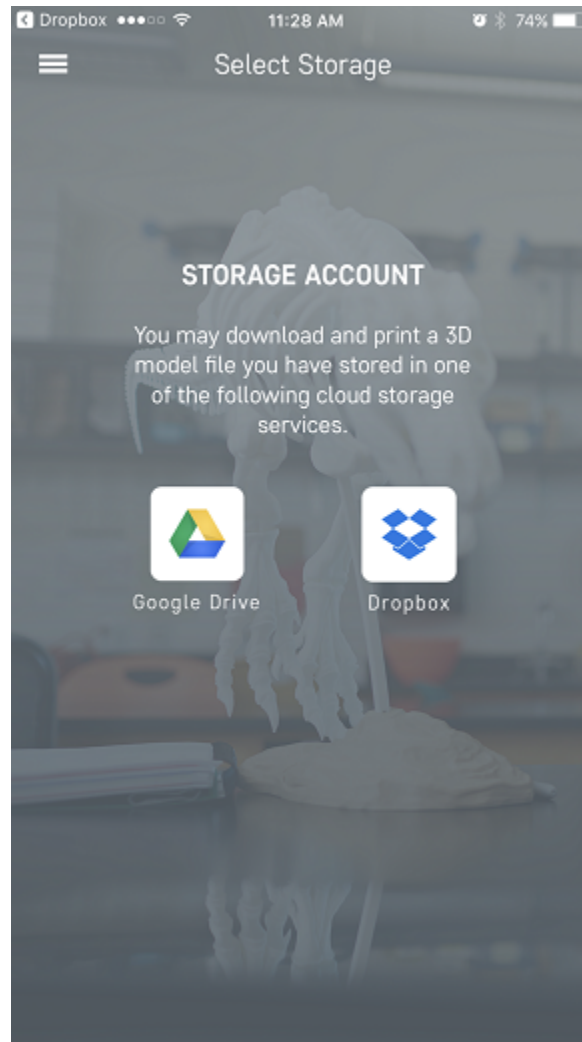 Dropbox 11:28 AM 74%
Select Storage
STORAGE ACCOUNT
You may download and print a 3D
model file you have stored in one
of the following cloud storage
services.
Google Drive Dropbox